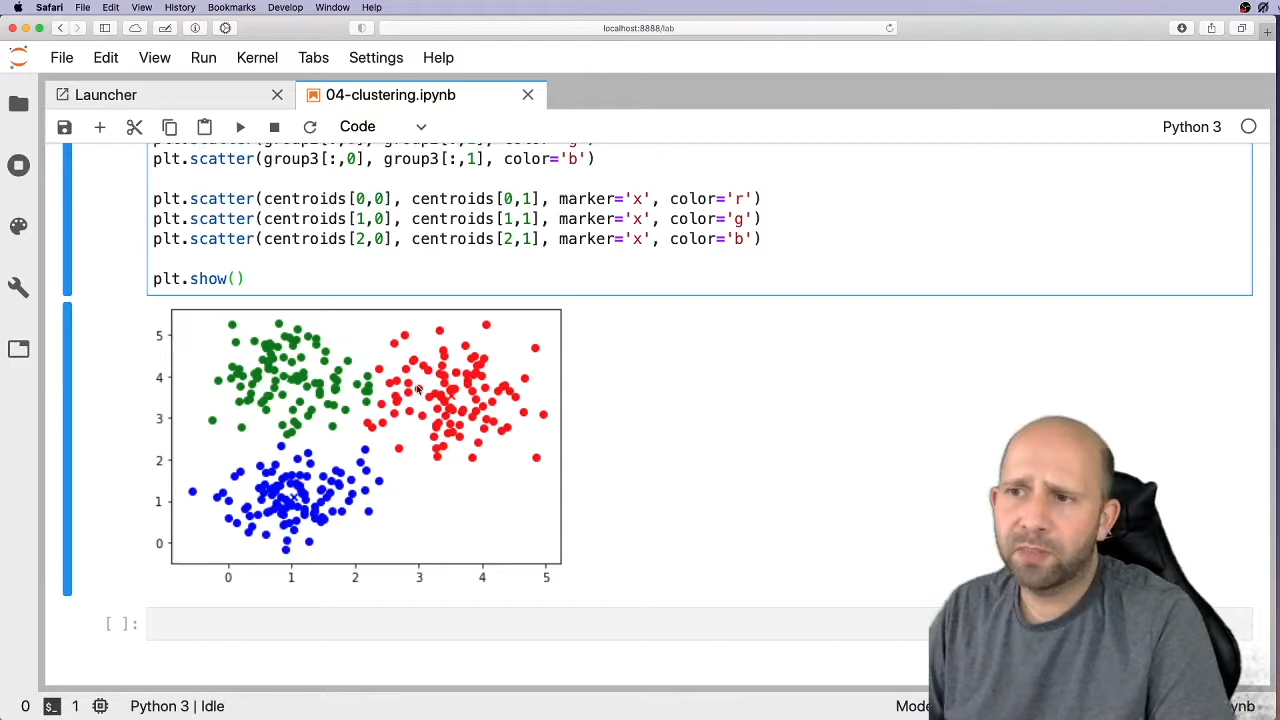 Safari File Edit View History Bookmarks Develop Window Help
localhost:8888/lab
File Edit View Run Kernel Tabs Settings Help
Launcher 04-clustering.ipynb
Code Python 3
plt.scatter(group3[:,0], group3[:,1], color='b')
plt.scatter(centroids[0,0], centroids[0,1], marker='x', color='r')
plt.scatter(centroids[1,0], centroids[1,1], marker='x', color='g')
plt.scatter(centroids[2,0], centroids[2,1], marker='x', color='b')
plt.show()
5
4
3
2
1
0
0 1 2 3 4 5
[ ]:
0 $_ 1 Python 3 | Idle